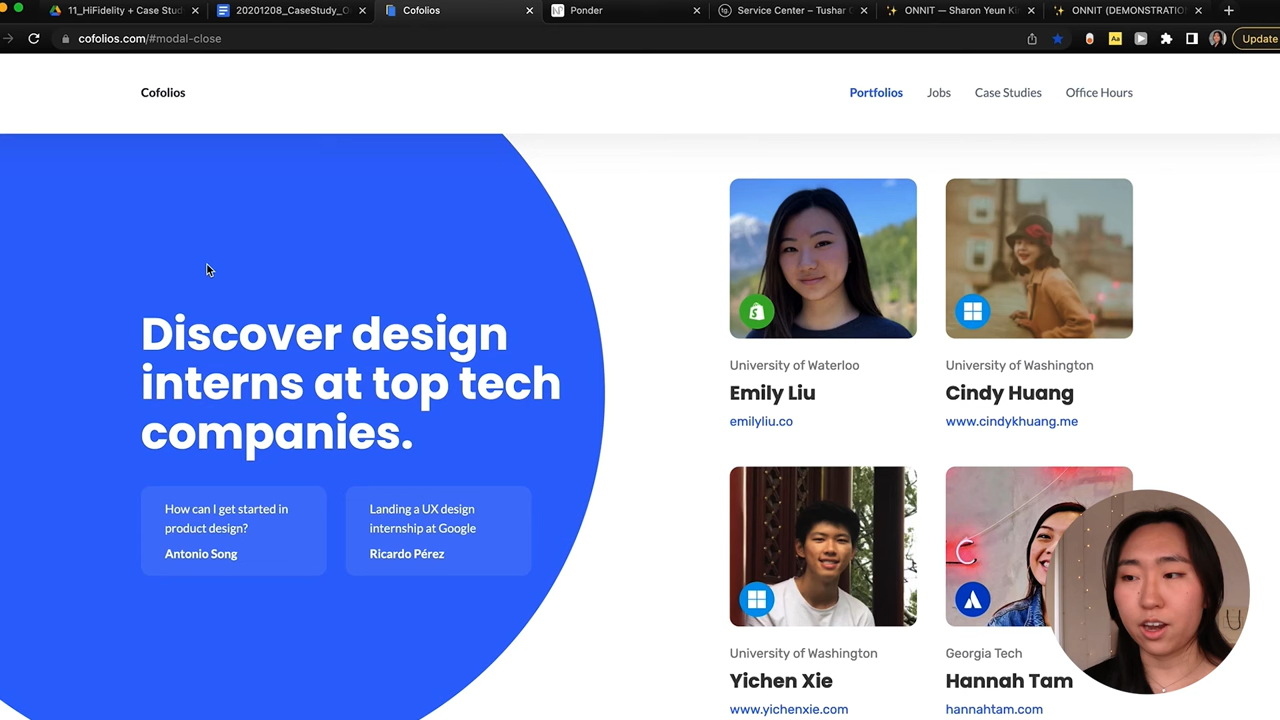 11_HiFidelity + Case Stud
20201208_CaseStudy_O
Cofolios
Ponder
Service Center – Tushar
ONNIT — Sharon Yeun Ki
ONNIT (DEMONSTRATIO
cofolios.com/#modal-close
Aa
Update
Cofolios
Portfolios
Jobs
Case Studies
Office Hours
Discover design
interns at top tech
companies.
How can I get started in
product design?
Antonio Song
Landing a UX design
internship at Google
Ricardo Pérez
University of Waterloo
Emily Liu
emilyliu.co
University of Washington
Cindy Huang
www.cindykhuang.me
University of Washington
Yichen Xie
www.yichenxie.com
Georgia Tech
Hannah Tam
hannahtam.com